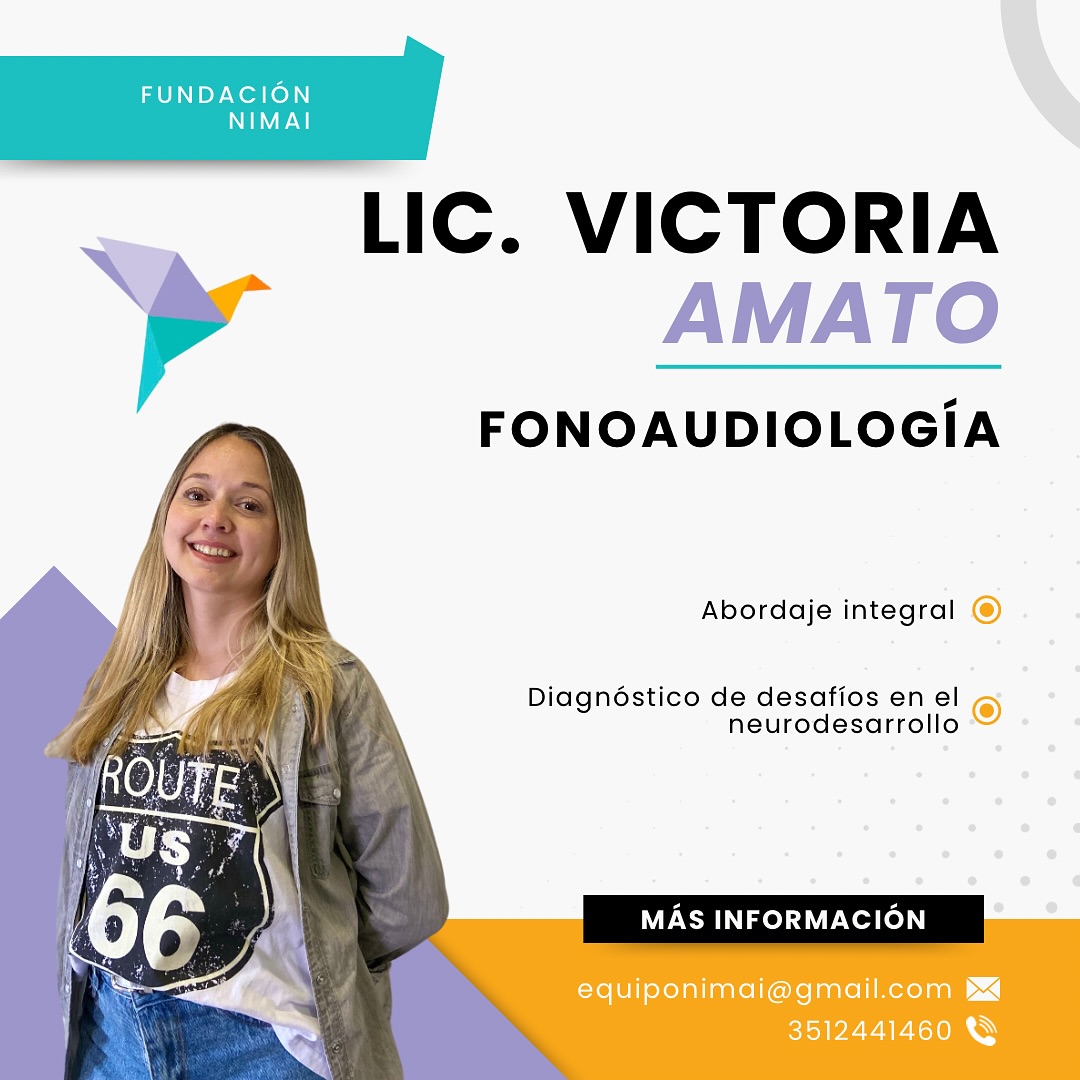 FUNDACIÓN
NIMAI
LIC. VICTORIA
AMATO
FONOAUDIOLOGÍA
Abordaje integral
Diagnóstico de desafíos en el
neurodesarrollo
ROUTE
US
66
MÁS INFORMACIÓN
equiponimai@gmail.com
3512441460